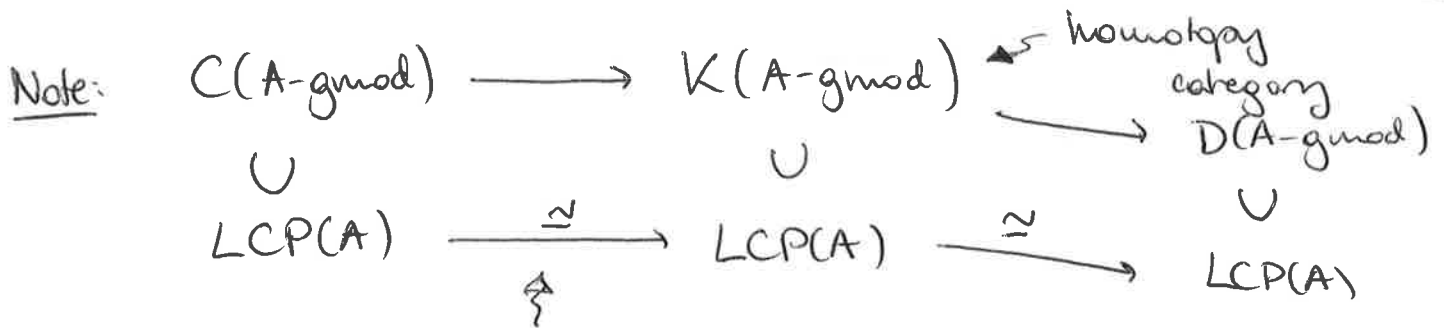 Note: C(A-gmod) ⟶ K(A-gmod) homotopy category
⟶ D(A-gmod)
∪ ∪ ∪
LCP(A) ≃⟶ LCP(A) ≃⟶ LCP(A)